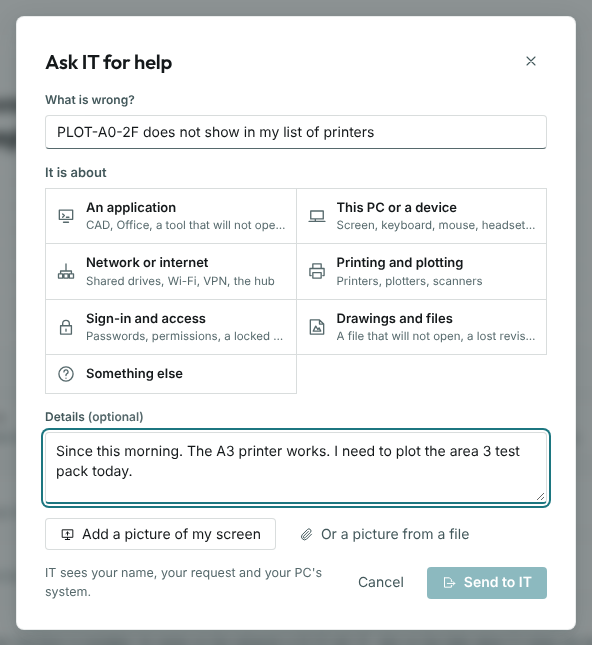 Ask IT for help
What is wrong?
PLOT-A0-2F does not show in my list of printers
It is about
An application
CAD, Office, a tool that will not ope...
This PC or a device
Screen, keyboard, mouse, headset...
Network or internet
Shared drives, Wi-Fi, VPN, the hub
Printing and plotting
Printers, plotters, scanners
Sign-in and access
Passwords, permissions, a locked ...
Drawings and files
A file that will not open, a lost revis...
Something else
Details (optional)
Since this morning. The A3 printer works. I need to plot the area 3 test
pack today.
Add a picture of my screen
Or a picture from a file
IT sees your name, your request and your PC's
system.
Cancel
Send to IT